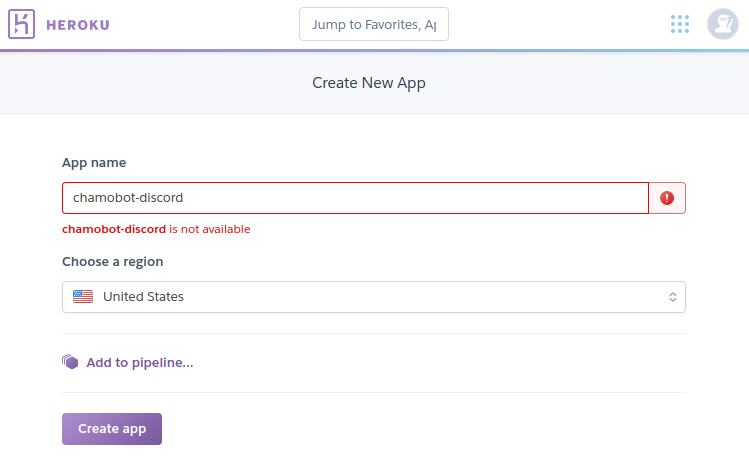 HEROKU
Jump to Favorites, Ap
Create New App
App name
chamobot-discord
chamobot-discord is not available
Choose a region
United States
Add to pipeline...
Create app